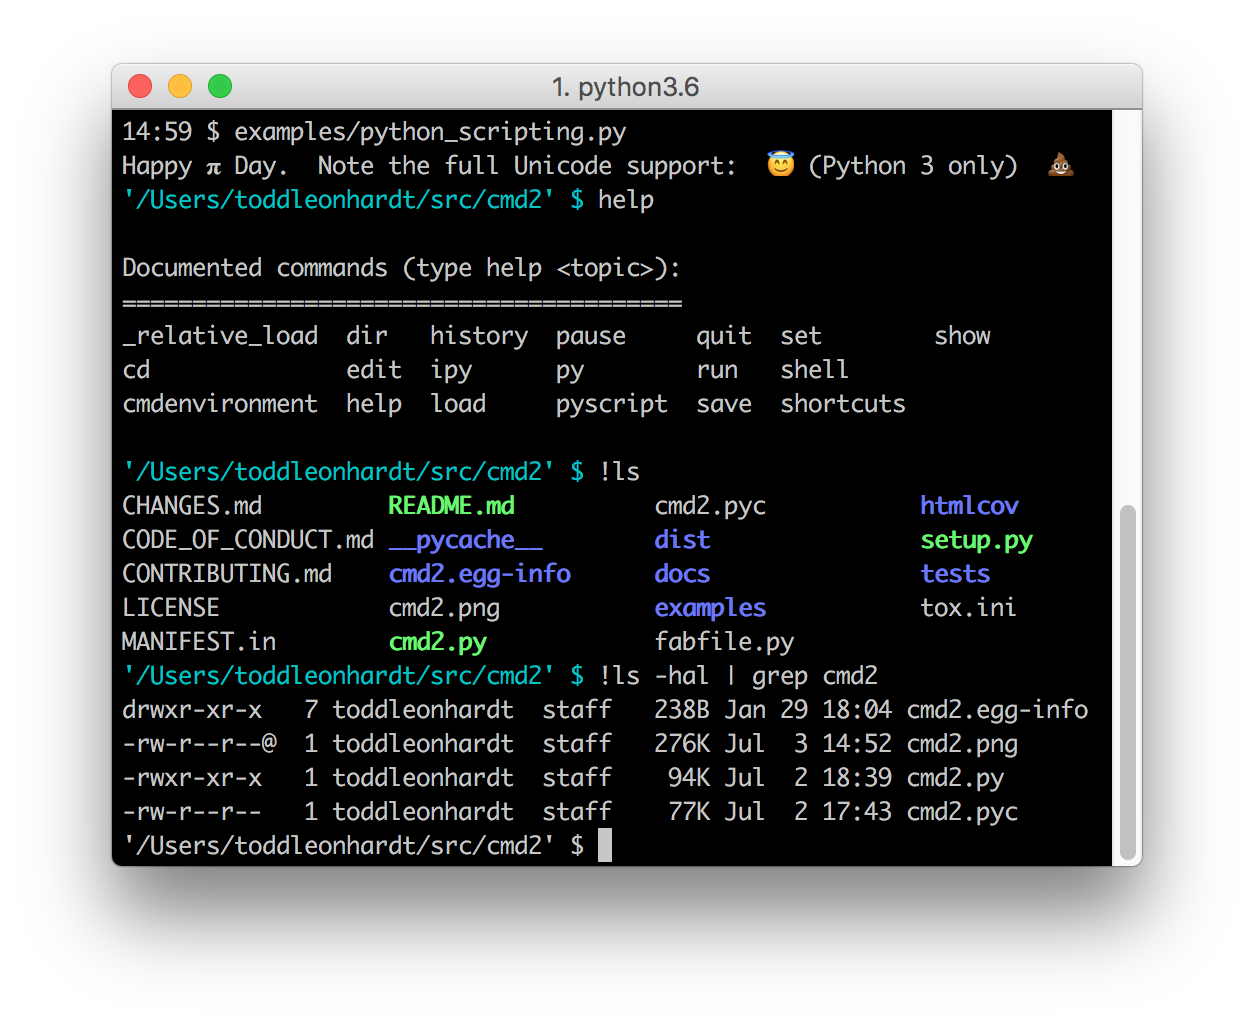 1. python3.6
14:59 $ examples/python_scripting.py
Happy π Day.  Note the full Unicode support:  😇 (Python 3 only)  💩
'/Users/toddleonhardt/src/cmd2' $ help

Documented commands (type help <topic>):
========================================
_relative_load  dir   history  pause     quit  set        show
cd              edit  ipy      py        run   shell
cmdenvironment  help  load     pyscript  save  shortcuts

'/Users/toddleonhardt/src/cmd2' $ !ls
CHANGES.md         README.md          cmd2.pyc           htmlcov
CODE_OF_CONDUCT.md __pycache__        dist               setup.py
CONTRIBUTING.md    cmd2.egg-info      docs               tests
LICENSE            cmd2.png           examples           tox.ini
MANIFEST.in        cmd2.py            fabfile.py
'/Users/toddleonhardt/src/cmd2' $ !ls -hal | grep cmd2
drwxr-xr-x   7 toddleonhardt  staff   238B Jan 29 18:04 cmd2.egg-info
-rw-r--r--@  1 toddleonhardt  staff   276K Jul  3 14:52 cmd2.png
-rwxr-xr-x   1 toddleonhardt  staff    94K Jul  2 18:39 cmd2.py
-rw-r--r--   1 toddleonhardt  staff    77K Jul  2 17:43 cmd2.pyc
'/Users/toddleonhardt/src/cmd2' $